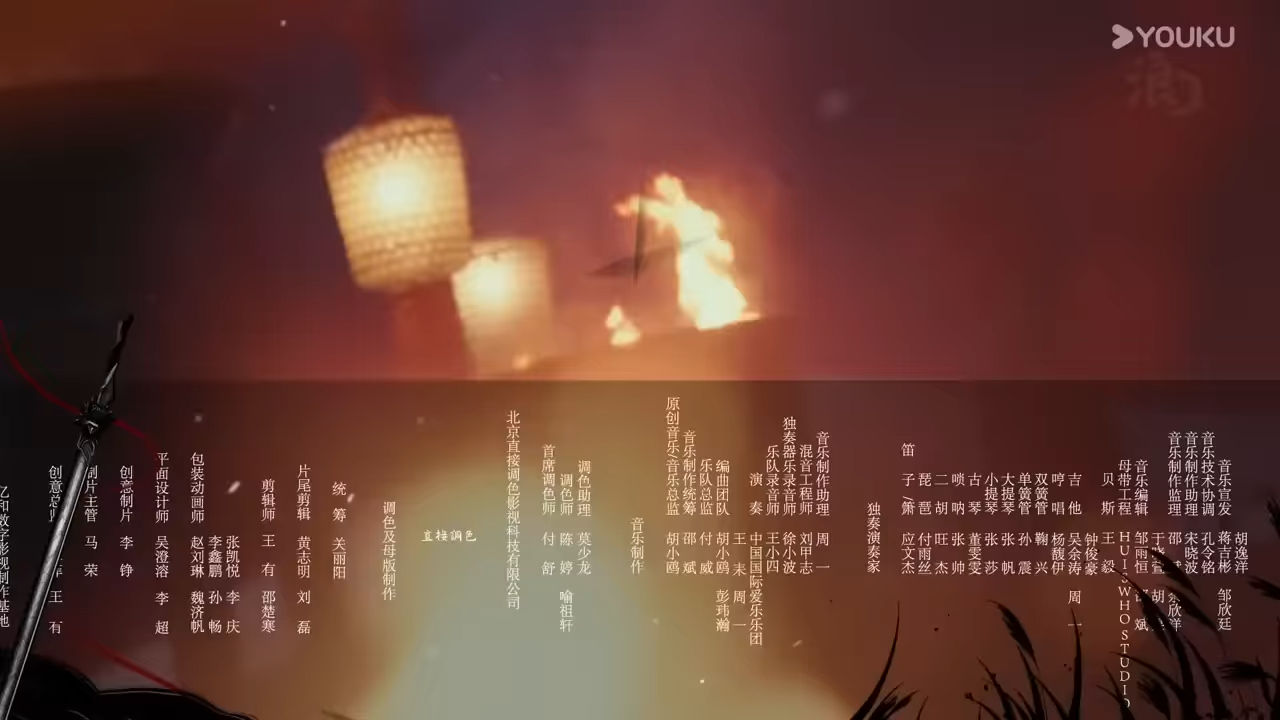 YOUKU
亿和数字影视制作基地
王 有
制片主管 马 荣
创意制片 李 铮
平面设计师 吴澄溶 李 超
包装动画师 赵刘琳 魏济帆
李鑫鹏 孙 畅
张凯悦 李 庆
剪辑师 王 有 邵楚寒
片尾剪辑 黄志明 刘 磊
统 筹 关丽阳
调色及母版制作
直接调色
北京直接调色影视科技有限公司
首席调色师 付 舒
调色师 陈 婷 喻祖轩
调色助理 莫少龙
音乐制作
原创音乐/音乐总监 胡小鸥
音乐制作统筹 邵 斌
乐队总监 付 威
编曲团队 胡小鸥 彭玮瀚
王 未 周 一
演 奏 中国国际爱乐乐团
乐队录音师 王小四
独奏器乐录音师 徐小波
混音工程师 刘甲志
音乐制作助理 周 一
独奏演奏家
笛 子/箫 应文杰
琵 琶 付雨丝
二 胡 旺 杰
唢 呐 张 帅
古 琴 董雯雯
小提琴 张 莎
大提琴 张 帆
单簧管 孙 震
双簧管 张 兴
哼 唱 杨馥伊
吉 他 吴余涛 周 一
钟俊豪
贝 斯 王 毅
母带工程 WHO STUDIO
音乐编辑 邹雨恒 斌
音乐制作监理 邵
音乐制作助理 宋晓波
音乐技术协调 孔令铭
音乐宣发 蒋吉彬 邹欣廷
胡逸洋